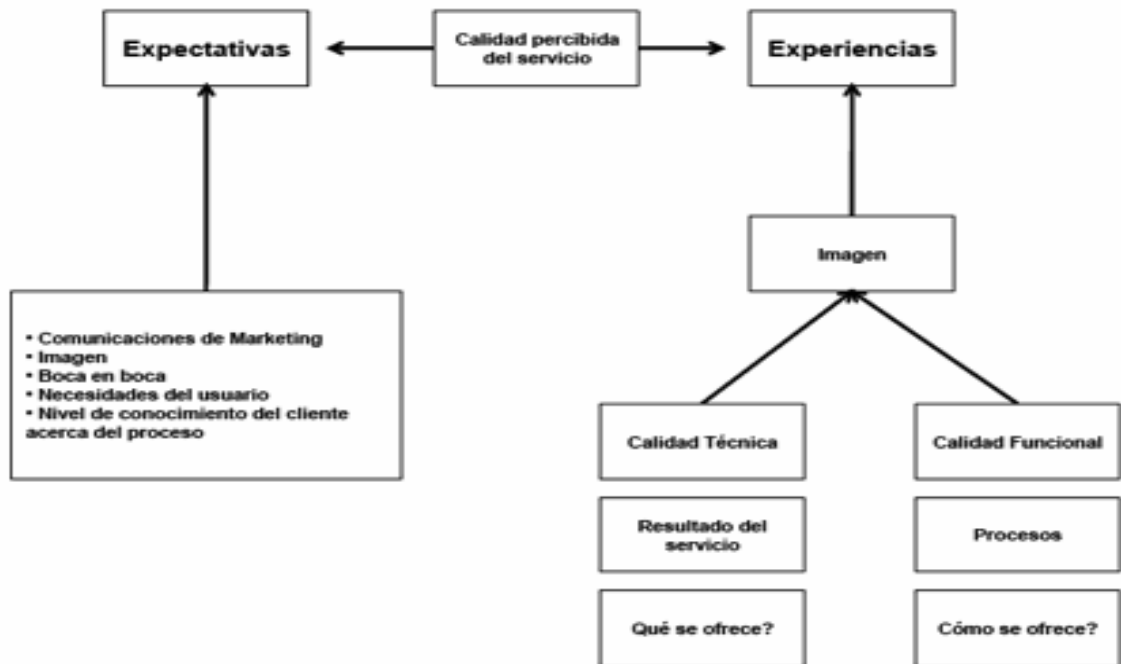 Expectativas
Calidad percibida
del servicio
Experiencias
Imagen
• Comunicaciones de Marketing
• Imagen
• Boca en boca
• Necesidades del usuario
• Nivel de conocimiento del cliente
acerca del proceso
Calidad Técnica
Calidad Funcional
Resultado del
servicio
Procesos
Qué se ofrece?
Cómo se ofrece?